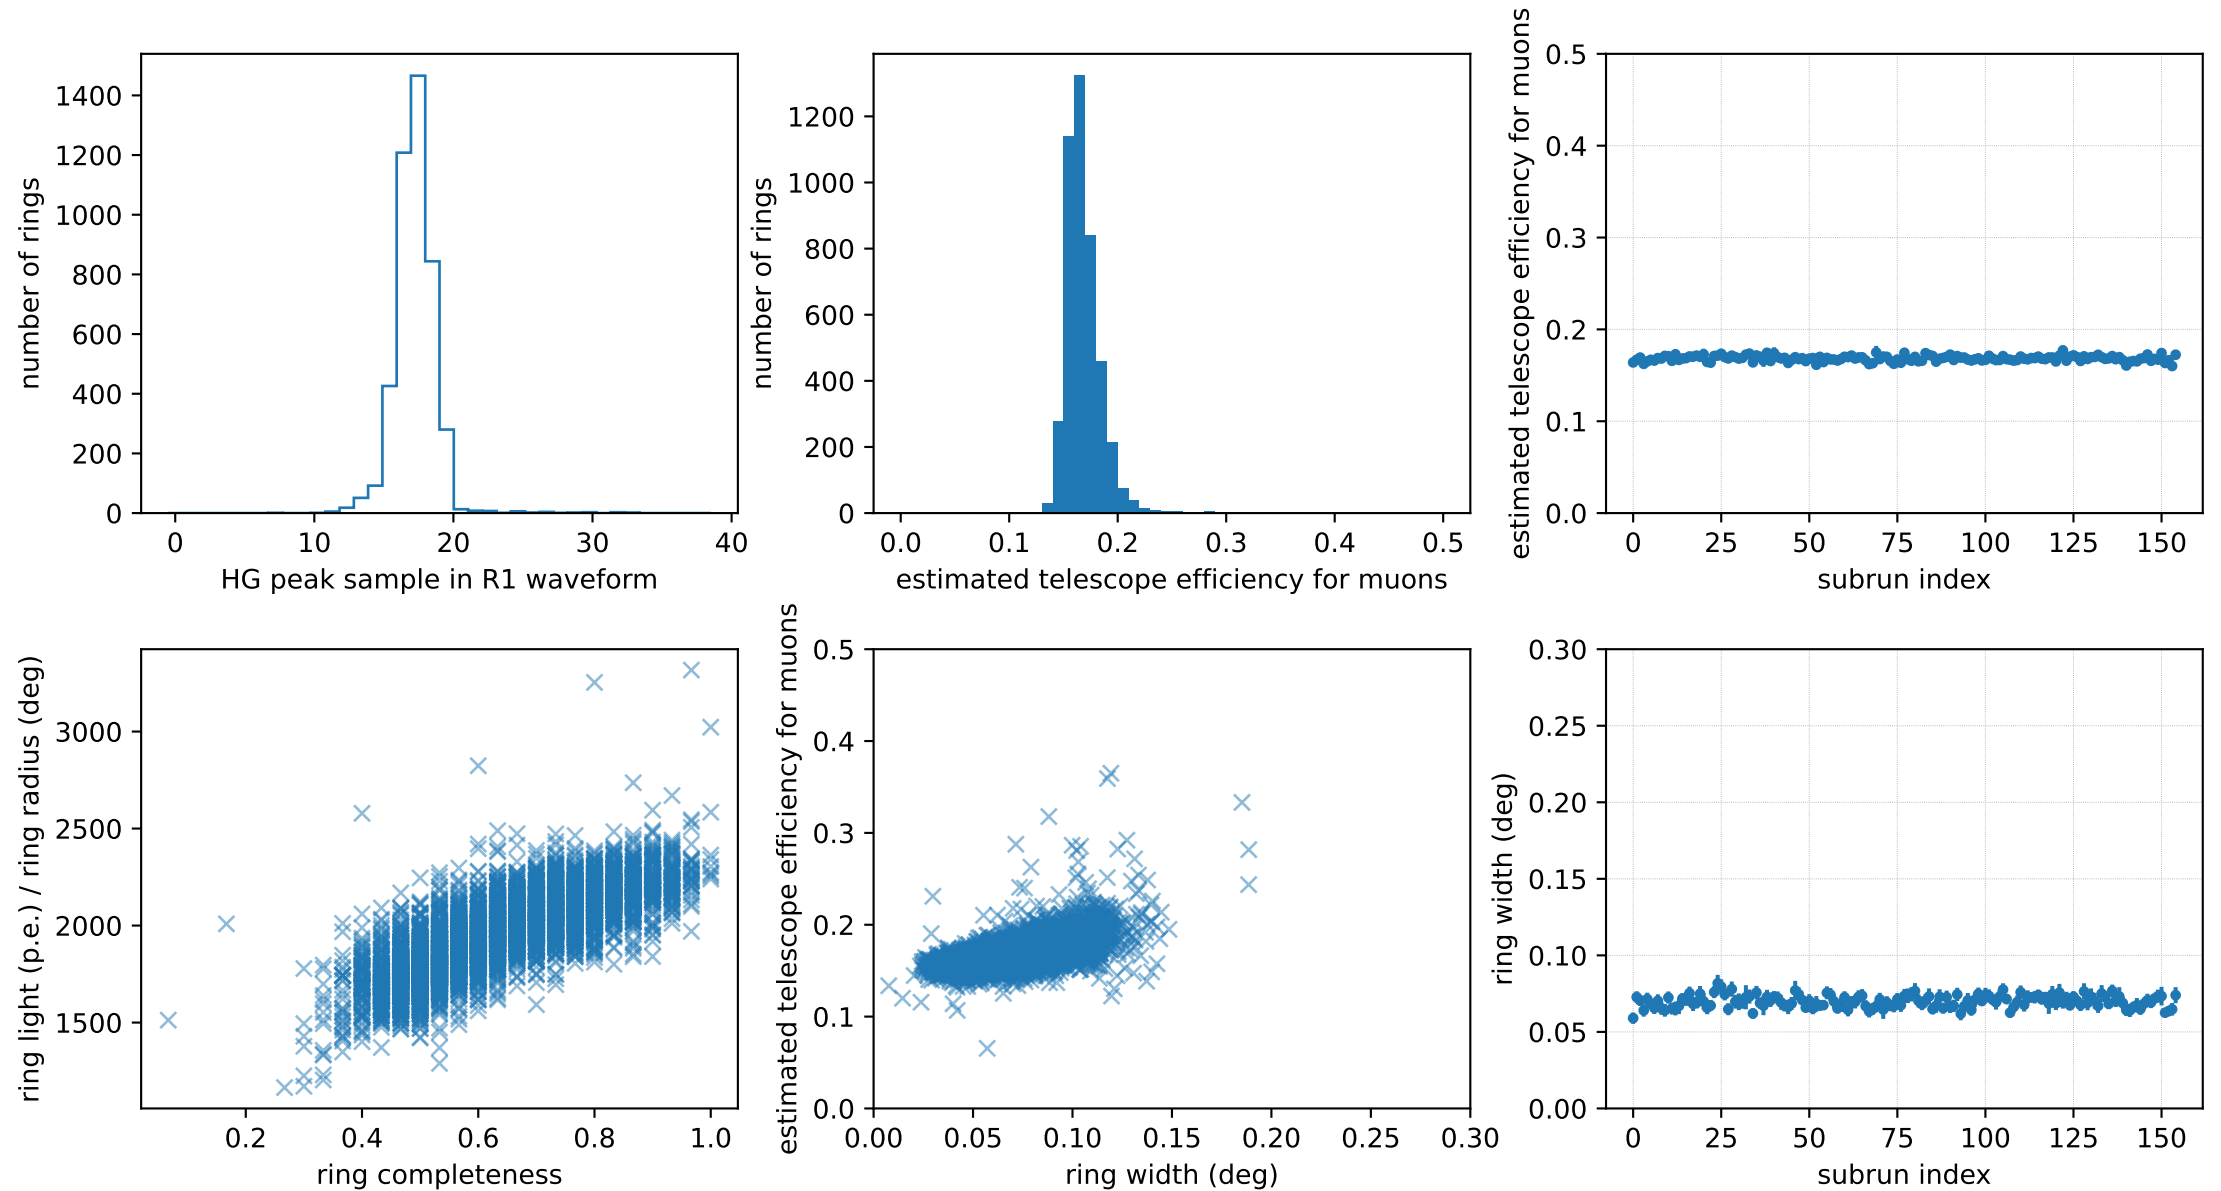 number of rings
1400
1200
1000
800
600
400
200
0
0 10 20 30 40
HG peak sample in R1 waveform
number of rings
1200
1000
800
600
400
200
0
0.0 0.1 0.2 0.3 0.4 0.5
estimated telescope efficiency for muons
estimated telescope efficiency for muons
0.5
0.4
0.3
0.2
0.1
0.0
0 25 50 75 100 125 150
subrun index
ring light (p.e.) / ring radius (deg)
3000
2500
2000
1500
0.2 0.4 0.6 0.8 1.0
ring completeness
estimated telescope efficiency for muons
0.5
0.4
0.3
0.2
0.1
0.0
0.00 0.05 0.10 0.15 0.20 0.25 0.30
ring width (deg)
ring width (deg)
0.30
0.25
0.20
0.15
0.10
0.05
0.00
0 25 50 75 100 125 150
subrun index